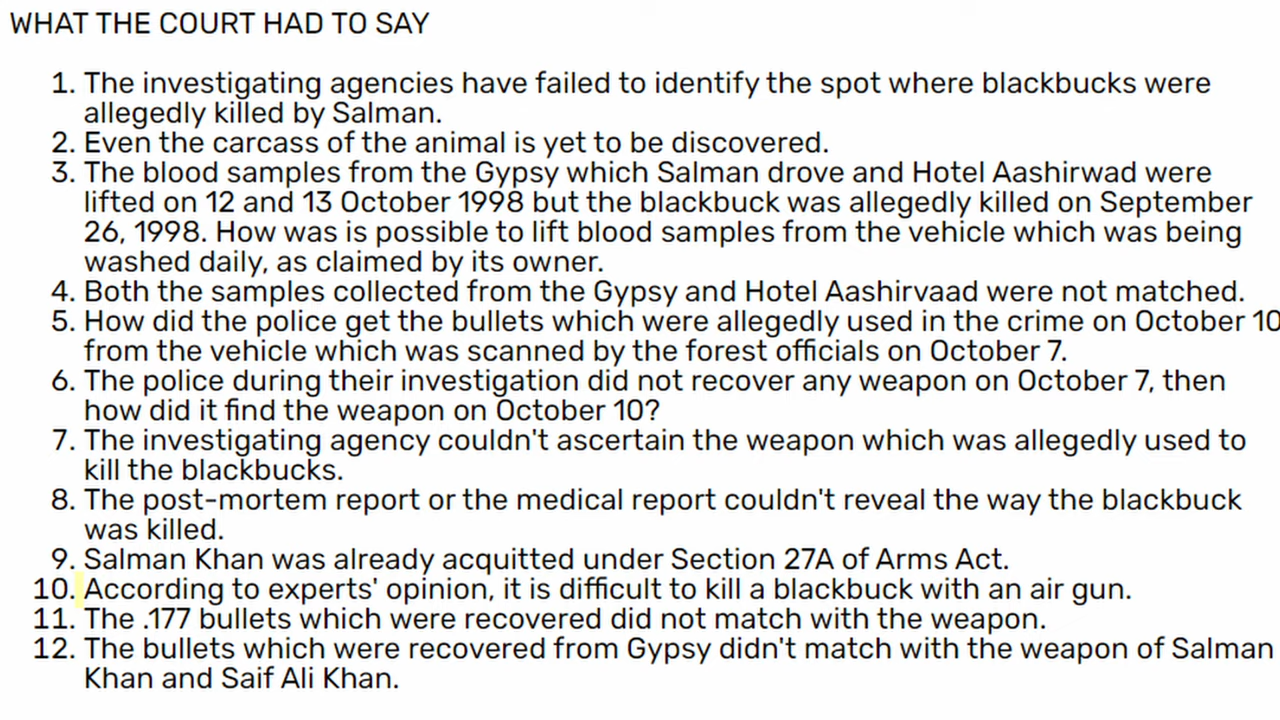 WHAT THE COURT HAD TO SAY
1. The investigating agencies have failed to identify the spot where blackbucks were
allegedly killed by Salman.
2. Even the carcass of the animal is yet to be discovered.
3. The blood samples from the Gypsy which Salman drove and Hotel Aashirwad were
lifted on 12 and 13 October 1998 but the blackbuck was allegedly killed on September
26, 1998. How was is possible to lift blood samples from the vehicle which was being
washed daily, as claimed by its owner.
4. Both the samples collected from the Gypsy and Hotel Aashirvaad were not matched.
5. How did the police get the bullets which were allegedly used in the crime on October 10
from the vehicle which was scanned by the forest officials on October 7.
6. The police during their investigation did not recover any weapon on October 7, then
how did it find the weapon on October 10?
7. The investigating agency couldn't ascertain the weapon which was allegedly used to
kill the blackbucks.
8. The post-mortem report or the medical report couldn't reveal the way the blackbuck
was killed.
9. Salman Khan was already acquitted under Section 27A of Arms Act.
10. According to experts' opinion, it is difficult to kill a blackbuck with an air gun.
11. The .177 bullets which were recovered did not match with the weapon.
12. The bullets which were recovered from Gypsy didn't match with the weapon of Salman
Khan and Saif Ali Khan.